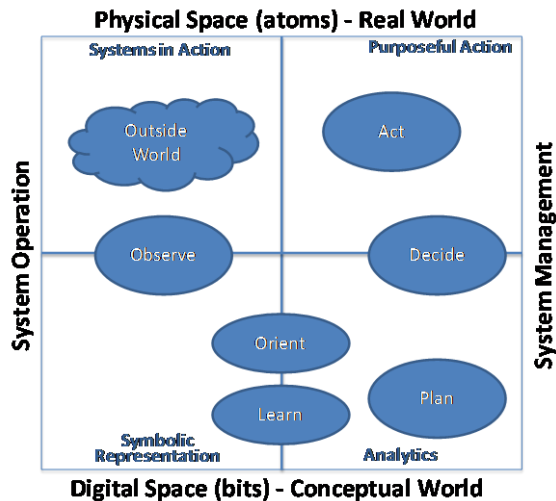 Physical Space (atoms) - Real World
Systems in Action
Purposeful Action
Outside
World
Act
System Operation
System Management
Observe
Decide
Orient
Learn
Plan
Symbolic
Representation
Analytics
Digital Space (bits) - Conceptual World